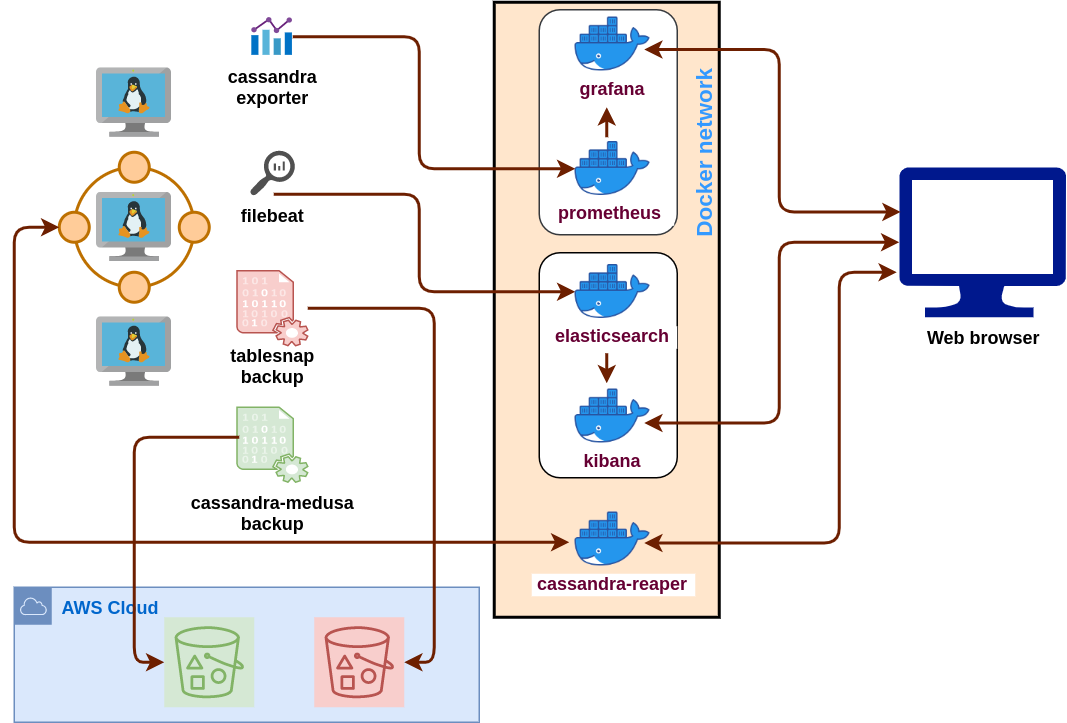 cassandra
exporter
filebeat
tablesnap
backup
cassandra-medusa
backup
AWS Cloud
Docker network
grafana
prometheus
elasticsearch
kibana
cassandra-reaper
Web browser